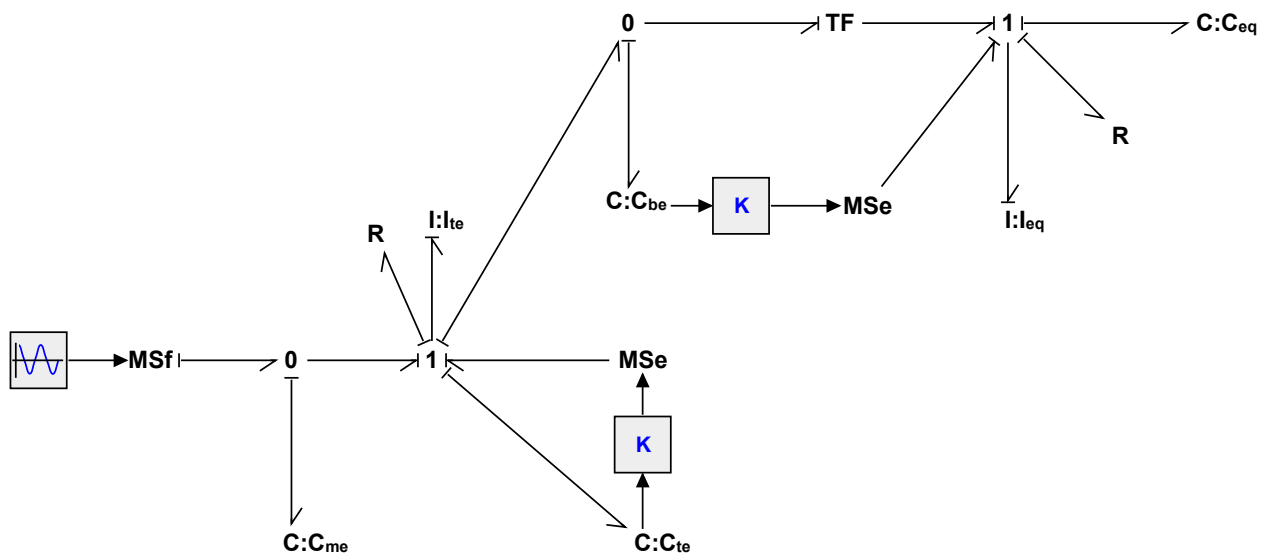 0 TF 1 C:Ceq
R
C:Cbe K MSe I:Ieq
R I:Ite
MSf 0 1 MSe
K
C:Cme C:Cte